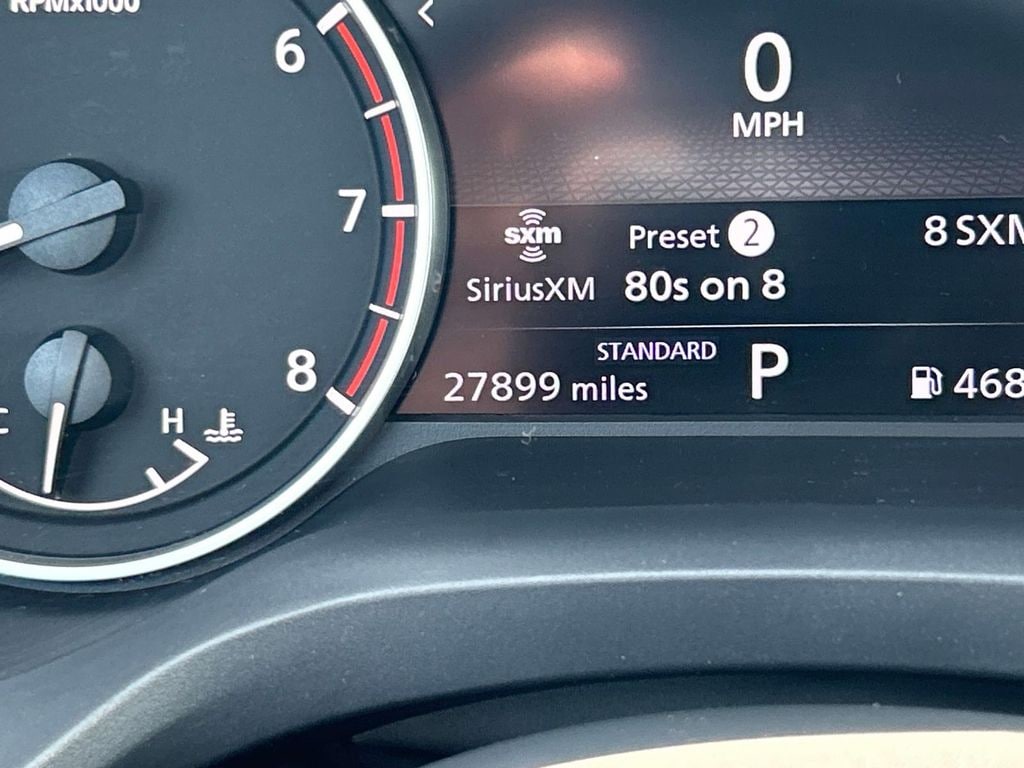 RPMx1000
6
7
8
C
H
0
MPH
sxm
SiriusXM
Preset 2
80s on 8
8 SXM
STANDARD
27899 miles
P
468